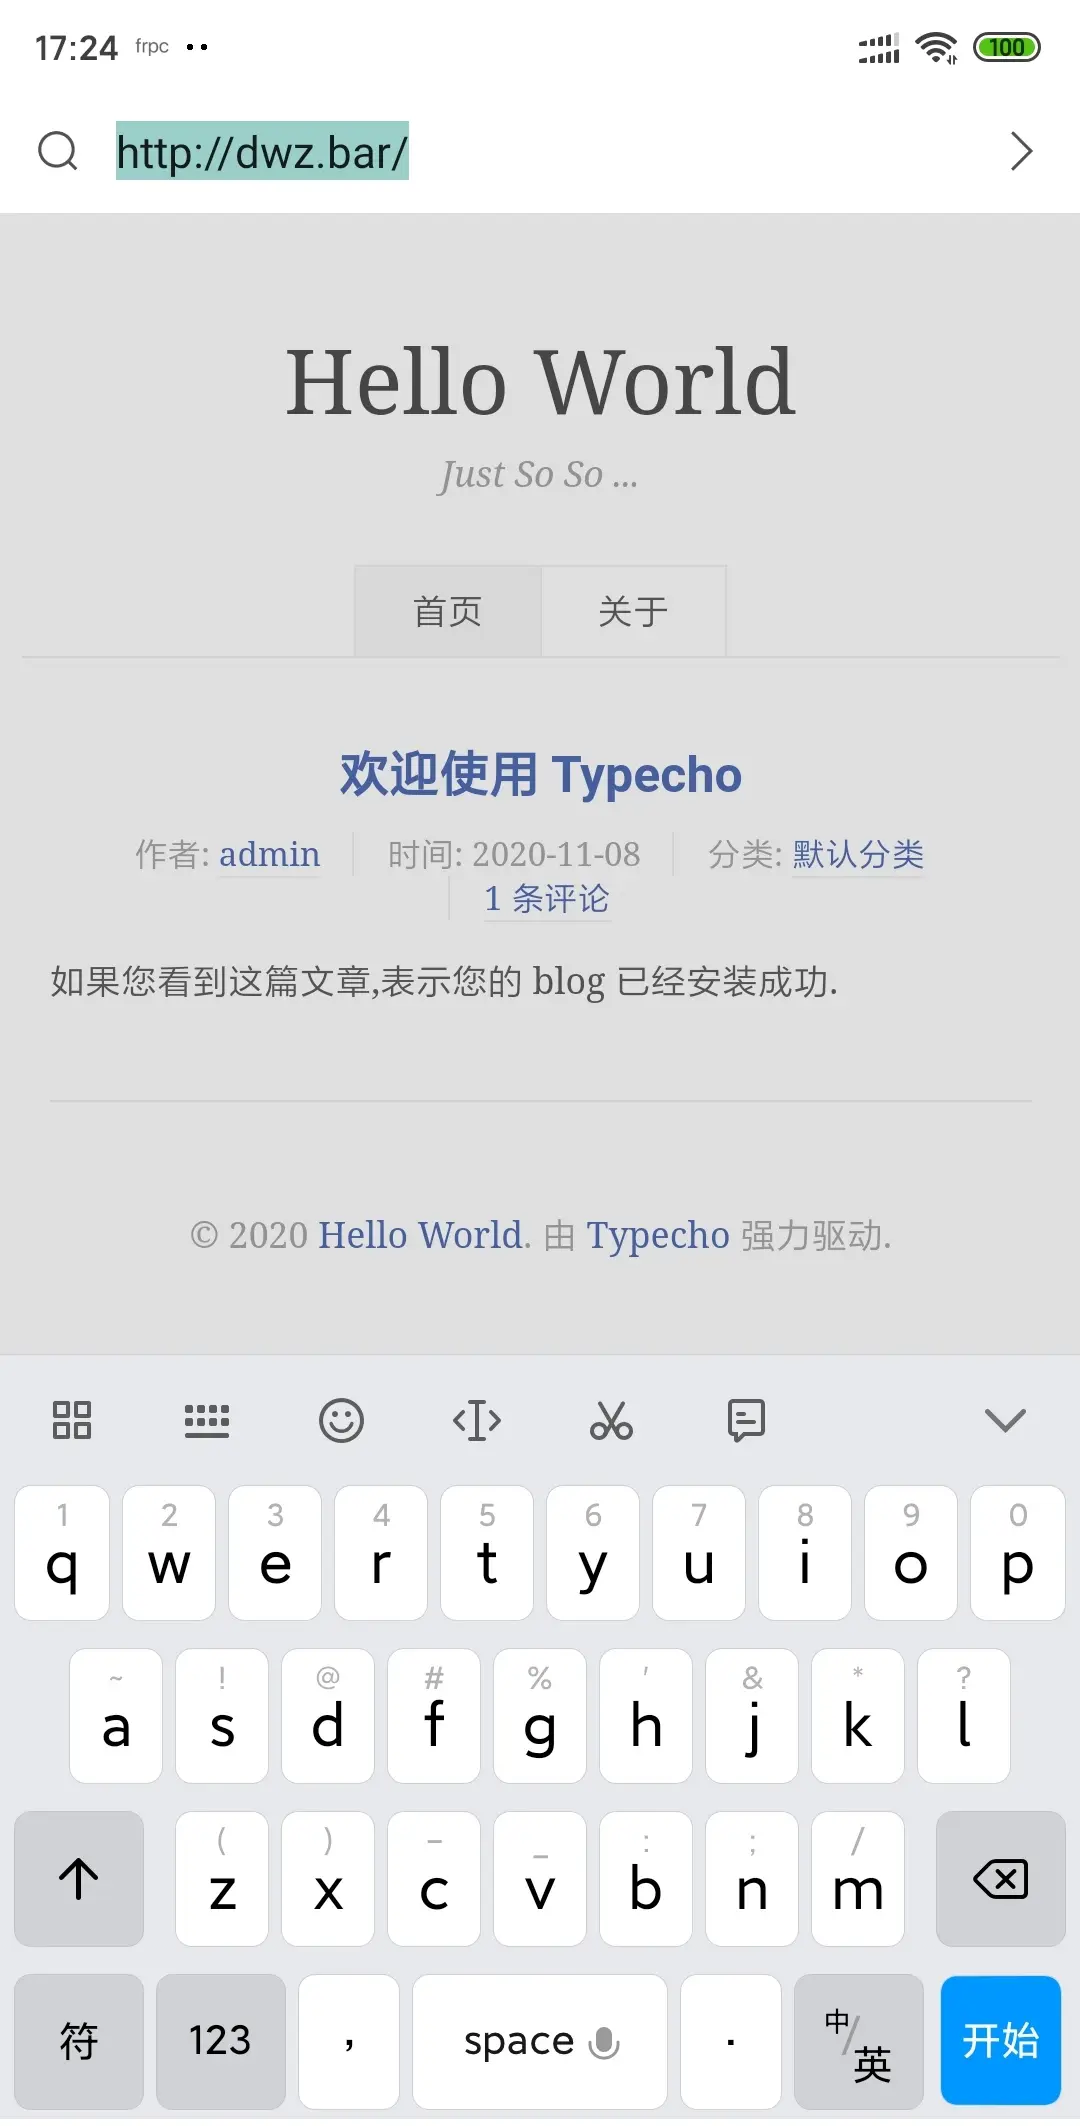 17:24 frpc
100
http://dwz.bar/
Hello World
Just So So ...
首页 关于
欢迎使用 Typecho
作者: admin 时间: 2020-11-08 分类: 默认分类
1 条评论
如果您看到这篇文章,表示您的 blog 已经安装成功.
© 2020 Hello World. 由 Typecho 强力驱动.
1 2 3 4 5 6 7 8 9 0
q w e r t y u i o p
~ ! @ # % ' & * ?
a s d f g h j k l
( ) – _ : ; /
z x c v b n m
符 123 , space . 中/英 开始